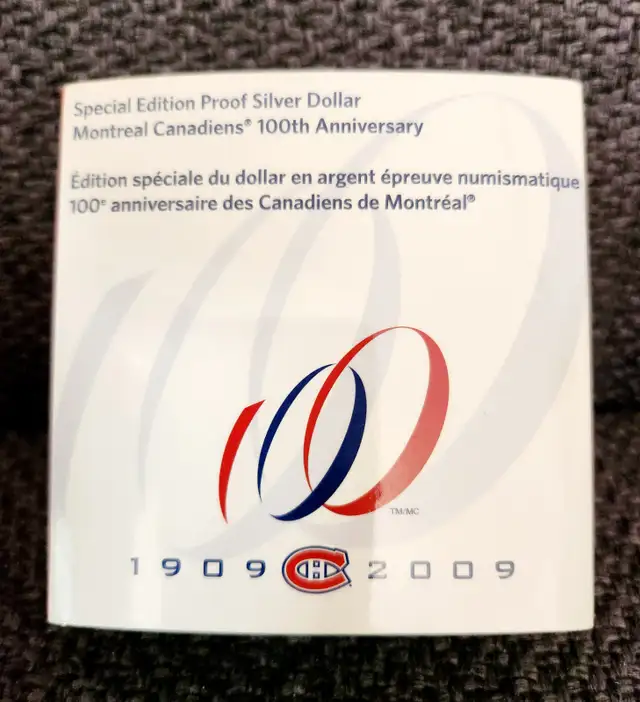 Special Edition Proof Silver Dollar
Montreal Canadiens® 100th Anniversary
Édition spéciale du dollar en argent épreuve numismatique
100e anniversaire des Canadiens de Montréal®
100
TM/MC
1909 CH 2009